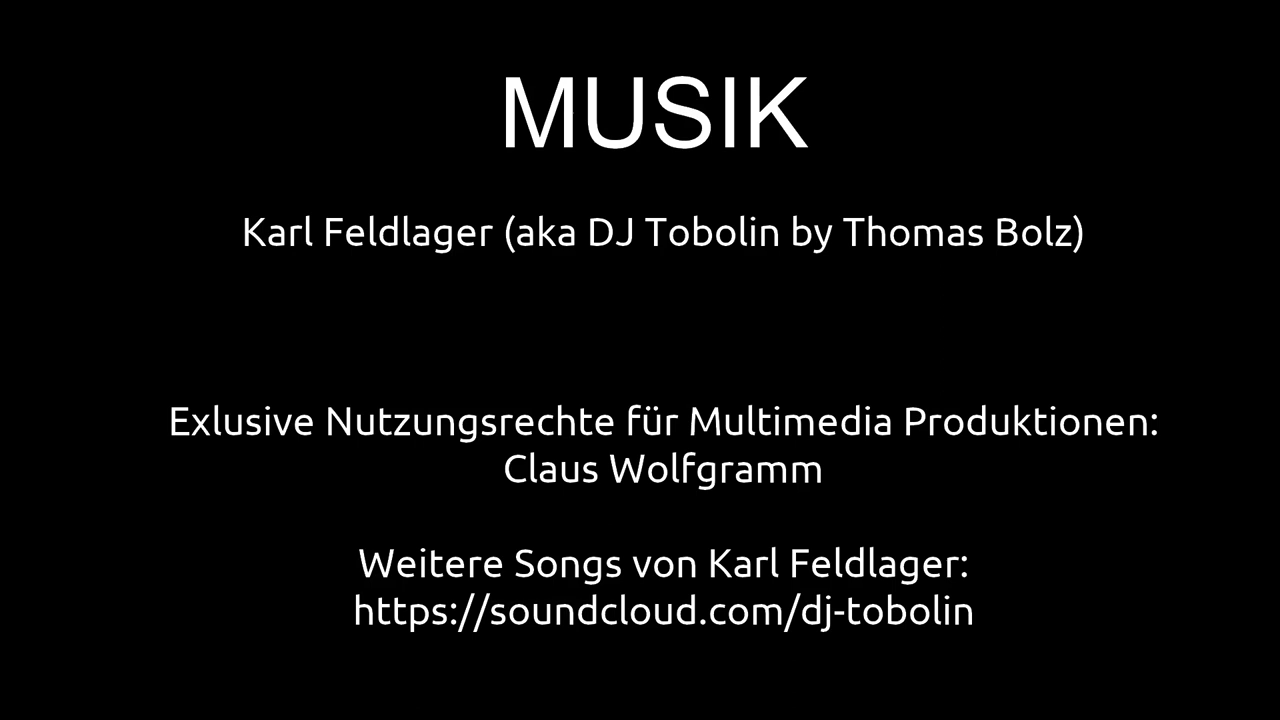 MUSIK
Karl Feldlager (aka DJ Tobolin by Thomas Bolz)
Exlusive Nutzungsrechte für Multimedia Produktionen:
Claus Wolfgramm
Weitere Songs von Karl Feldlager:
https://soundcloud.com/dj-tobolin